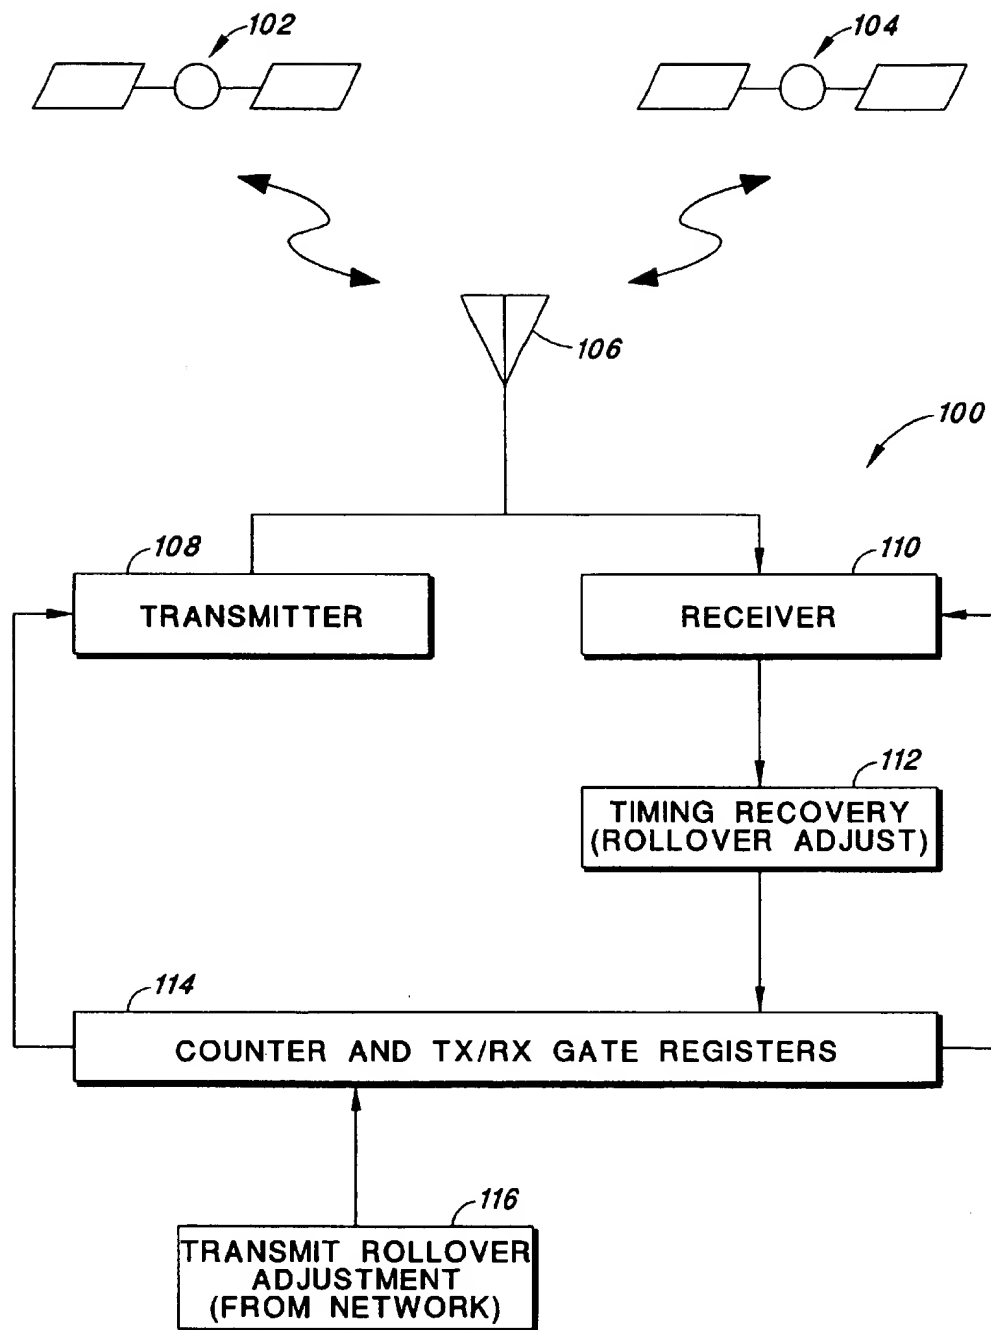 102
104
106
100
108
TRANSMITTER
110
RECEIVER
112
TIMING RECOVERY
(ROLLOVER ADJUST)
114
COUNTER AND TX/RX GATE REGISTERS
116
TRANSMIT ROLLOVER
ADJUSTMENT
(FROM NETWORK)